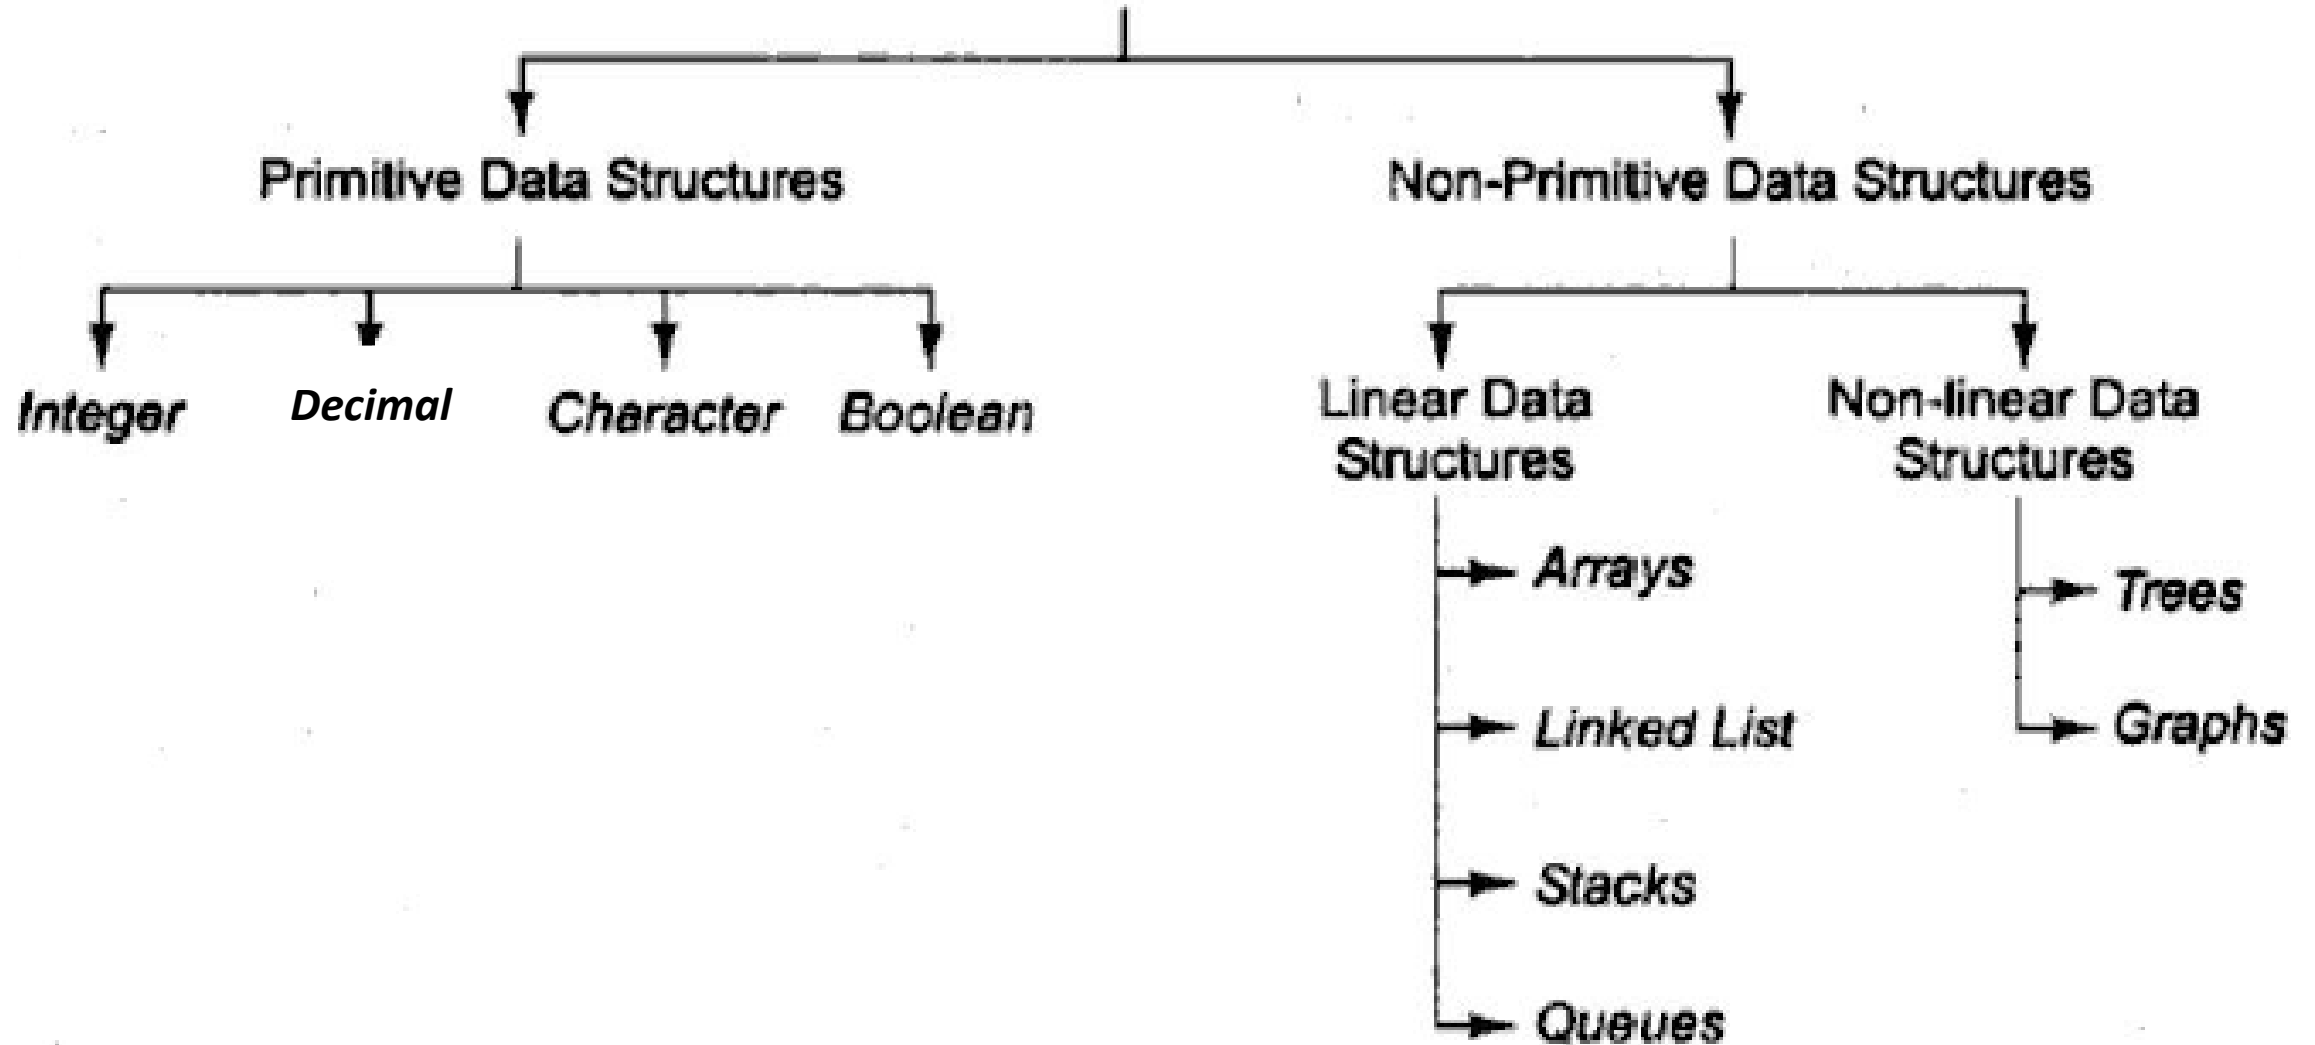 Primitive Data Structures
Non-Primitive Data Structures
Integer
Decimal
Character
Boolean
Linear Data
Structures
Non-linear Data
Structures
Arrays
Linked List
Stacks
Queues
Trees
Graphs